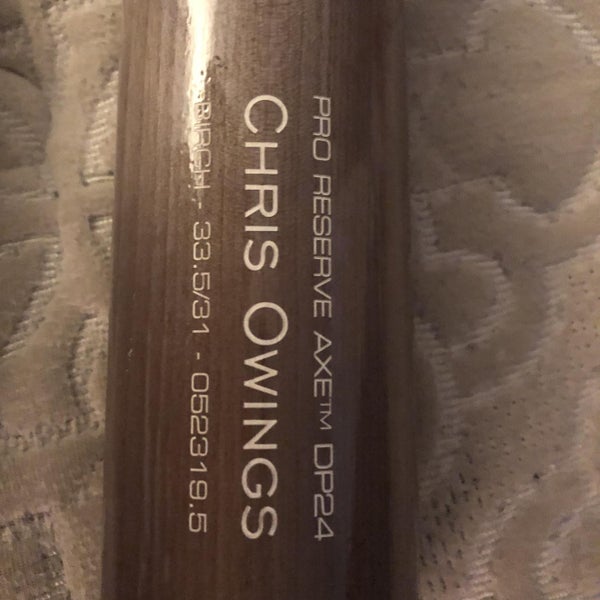 PRO RESERVE AXE™ DP24
CHRIS OWINGS
BIRCH - 33.5/31 - 052319.5